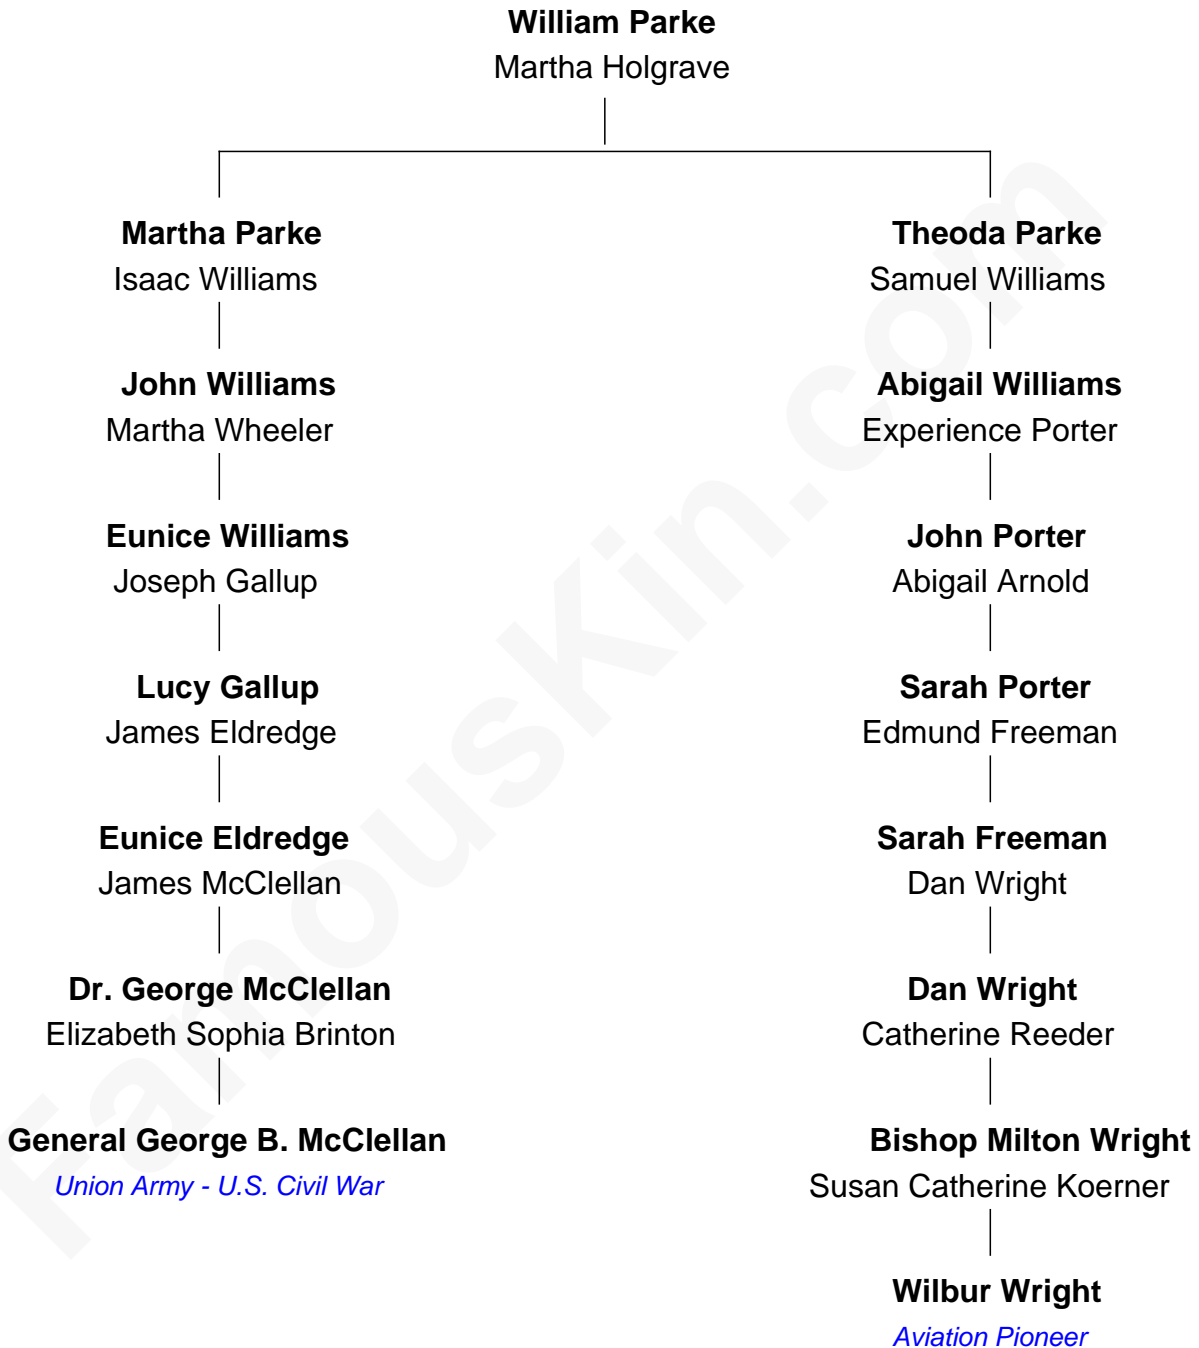 William Parke
Martha Holgrave
Martha Parke
Isaac Williams
Theoda Parke
Samuel Williams
John Williams
Martha Wheeler
Abigail Williams
Experience Porter
Eunice Williams
Joseph Gallup
John Porter
Abigail Arnold
Lucy Gallup
James Eldredge
Sarah Porter
Edmund Freeman
Eunice Eldredge
James McClellan
Sarah Freeman
Dan Wright
Dr. George McClellan
Elizabeth Sophia Brinton
Dan Wright
Catherine Reeder
General George B. McClellan
Union Army - U.S. Civil War
Bishop Milton Wright
Susan Catherine Koerner
Wilbur Wright
Aviation Pioneer
FamousKin.com